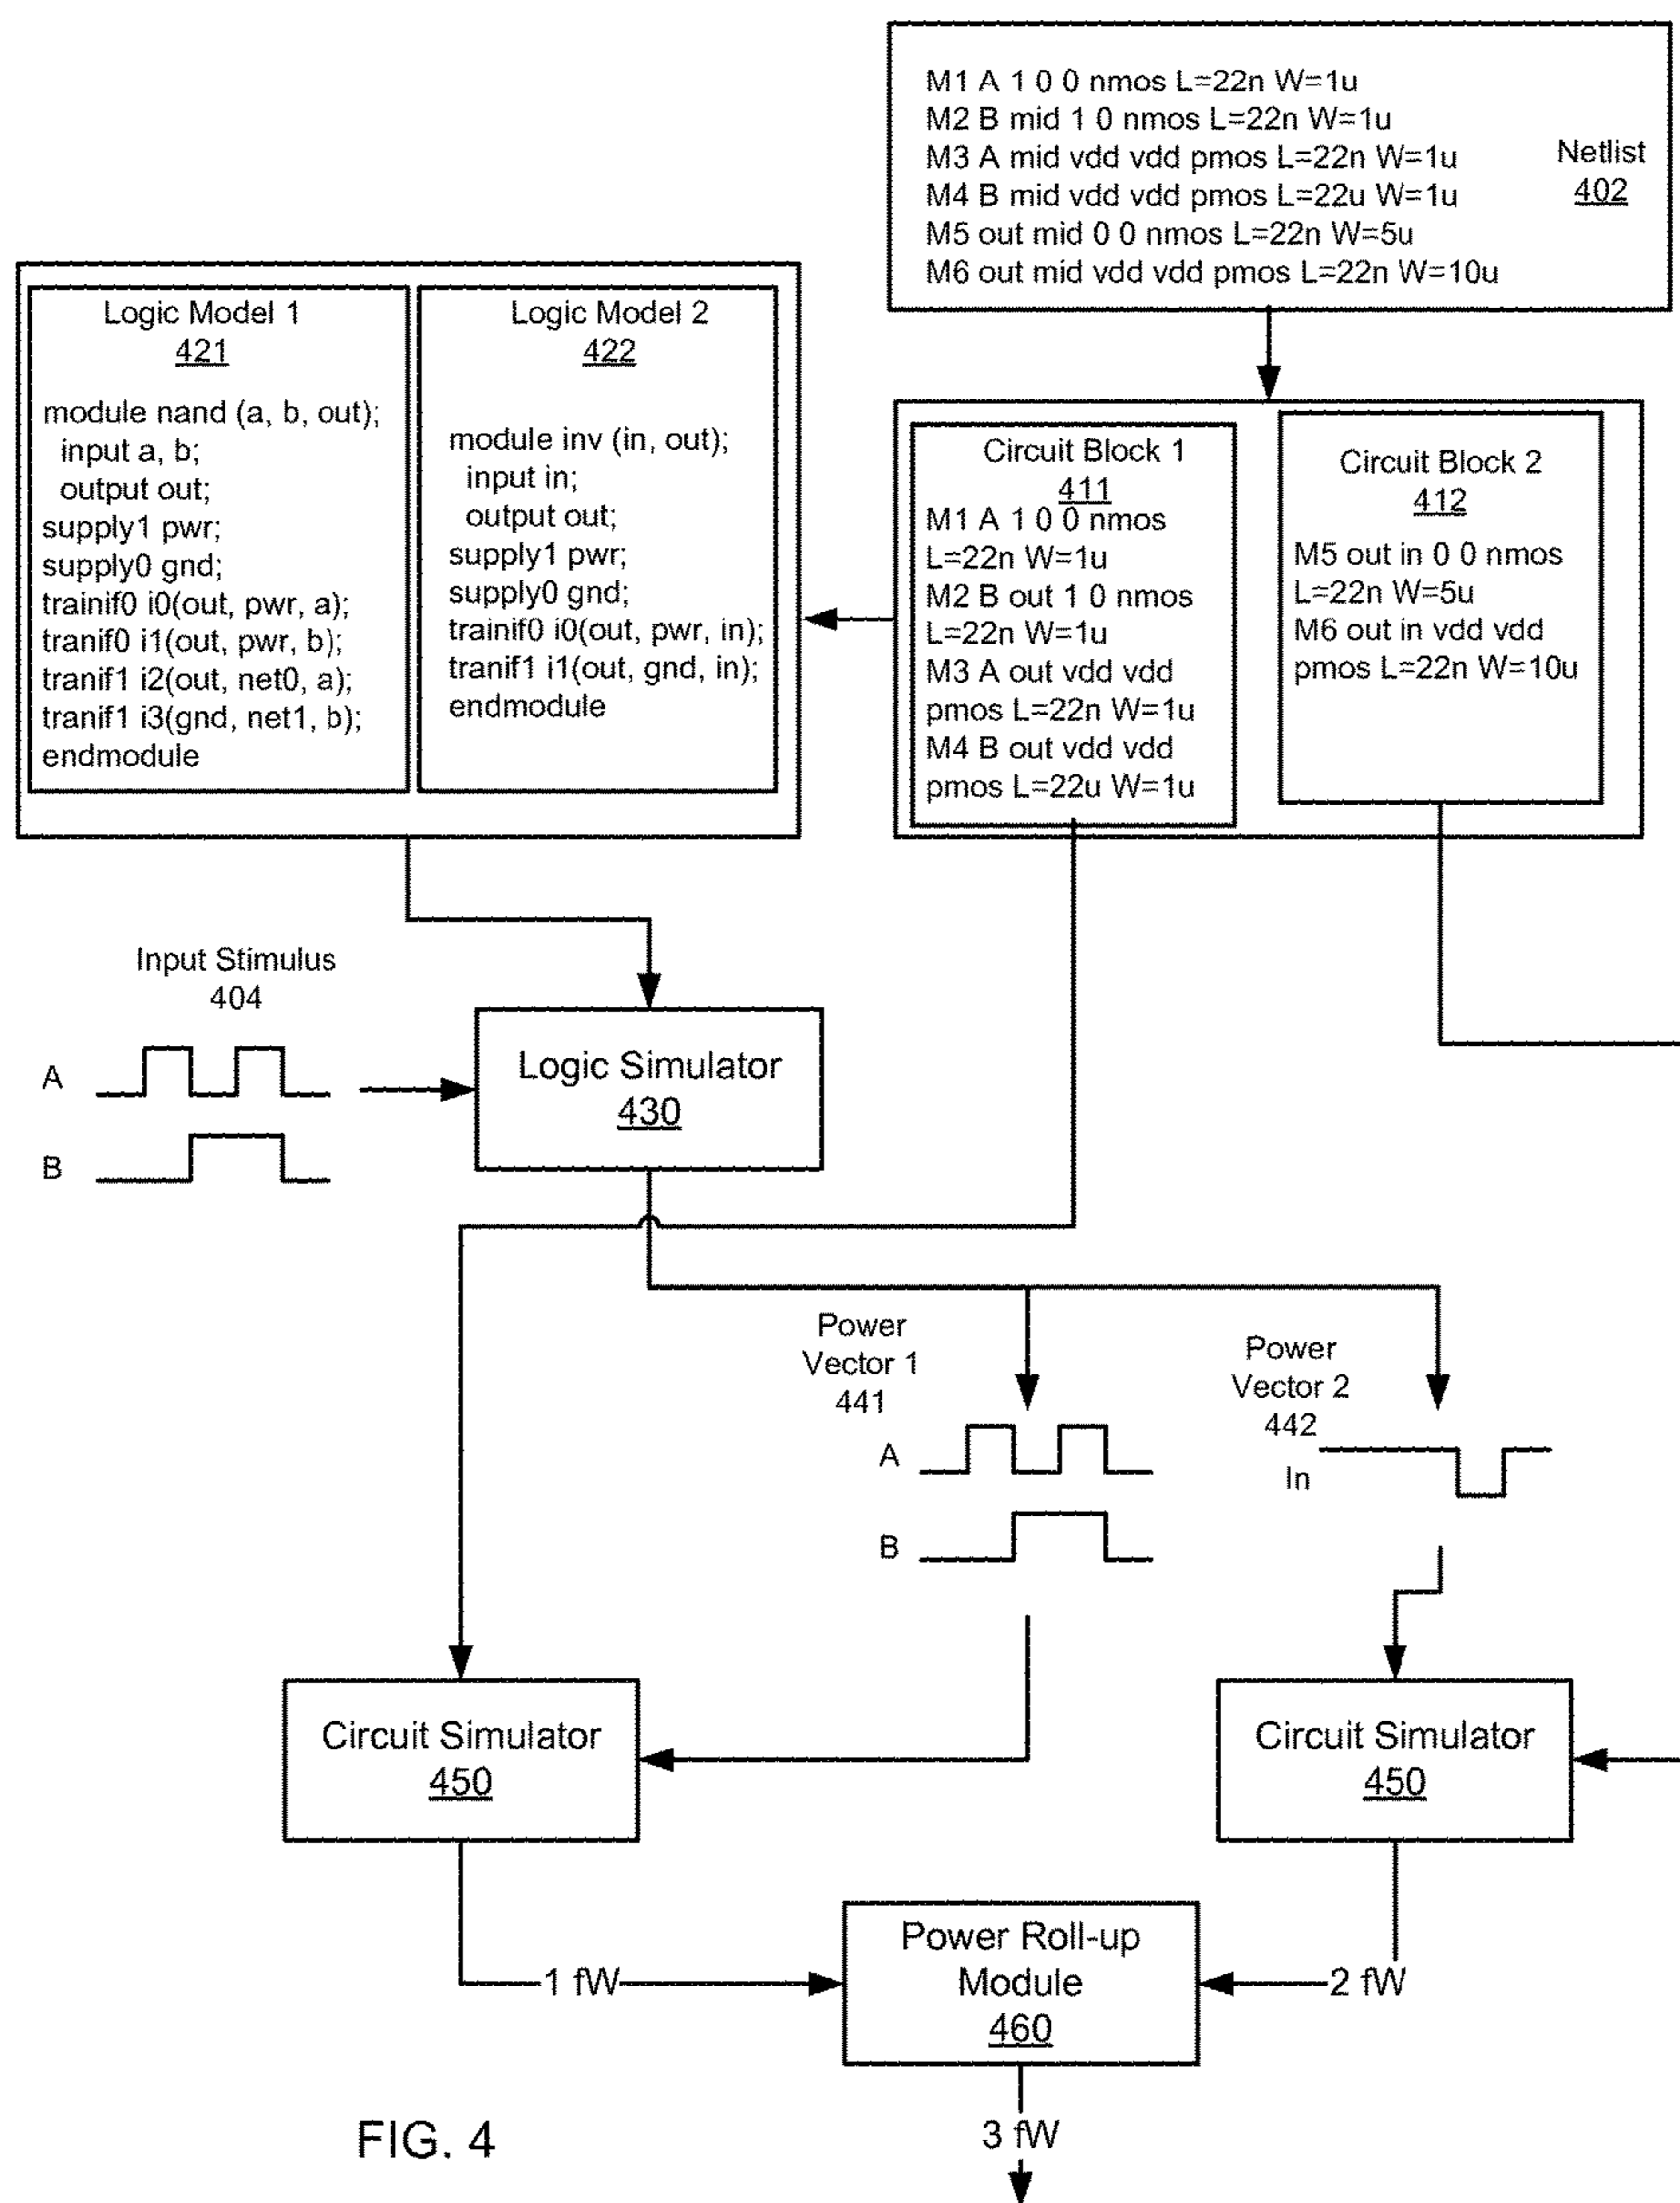 M1 A 1 0 0 nmos L=22n W=1u
M2 B mid 1 0 nmos L=22n W=1u
M3 A mid vdd vdd pmos L=22n W=1u
M4 B mid vdd vdd pmos L=22u W=1u
M5 out mid 0 0 nmos L=22n W=5u
M6 out mid vdd vdd pmos L=22n W=10u
Netlist
402
Logic Model 1
421
module nand (a, b, out);
input a, b;
output out;
supply1 pwr;
supply0 gnd;
trainif0 i0(out, pwr, a);
tranif0 i1(out, pwr, b);
tranif1 i2(out, net0, a);
tranif1 i3(gnd, net1, b);
endmodule
Logic Model 2
422
module inv (in, out);
input in;
output out;
supply1 pwr;
supply0 gnd;
trainif0 i0(out, pwr, in);
tranif1 i1(out, gnd, in);
endmodule
Circuit Block 1
411
M1 A 1 0 0 nmos
L=22n W=1u
M2 B out 1 0 nmos
L=22n W=1u
M3 A out vdd vdd
pmos L=22n W=1u
M4 B out vdd vdd
pmos L=22u W=1u
Circuit Block 2
412
M5 out in 0 0 nmos
L=22n W=5u
M6 out in vdd vdd
pmos L=22n W=10u
Input Stimulus
404
A
B
Logic Simulator
430
Power
Vector 1
441
A
B
Power
Vector 2
442
In
Circuit Simulator
450
Circuit Simulator
450
1 fW
Power Roll-up
Module
460
2 fW
3 fW
FIG. 4